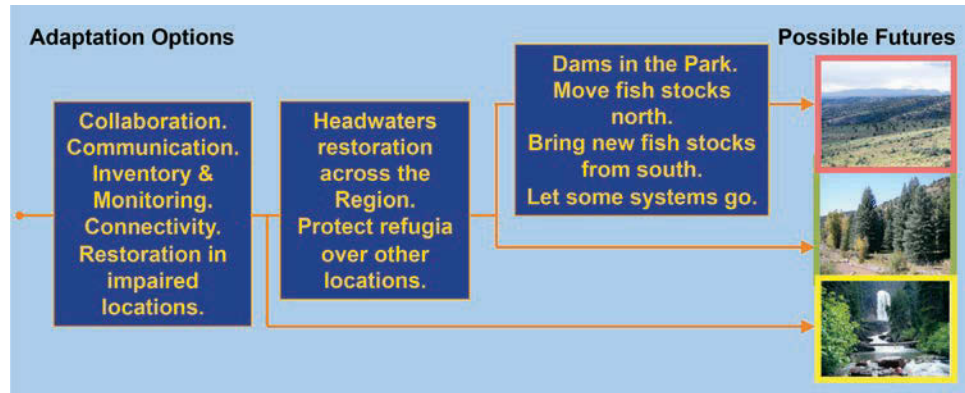 Adaptation Options
Possible Futures
Collaboration.
Communication.
Inventory &
Monitoring.
Connectivity.
Restoration in
impaired
locations.
Headwaters
restoration
across the
Region.
Protect refugia
over other
locations.
Dams in the Park.
Move fish stocks
north.
Bring new fish stocks
from south.
Let some systems go.